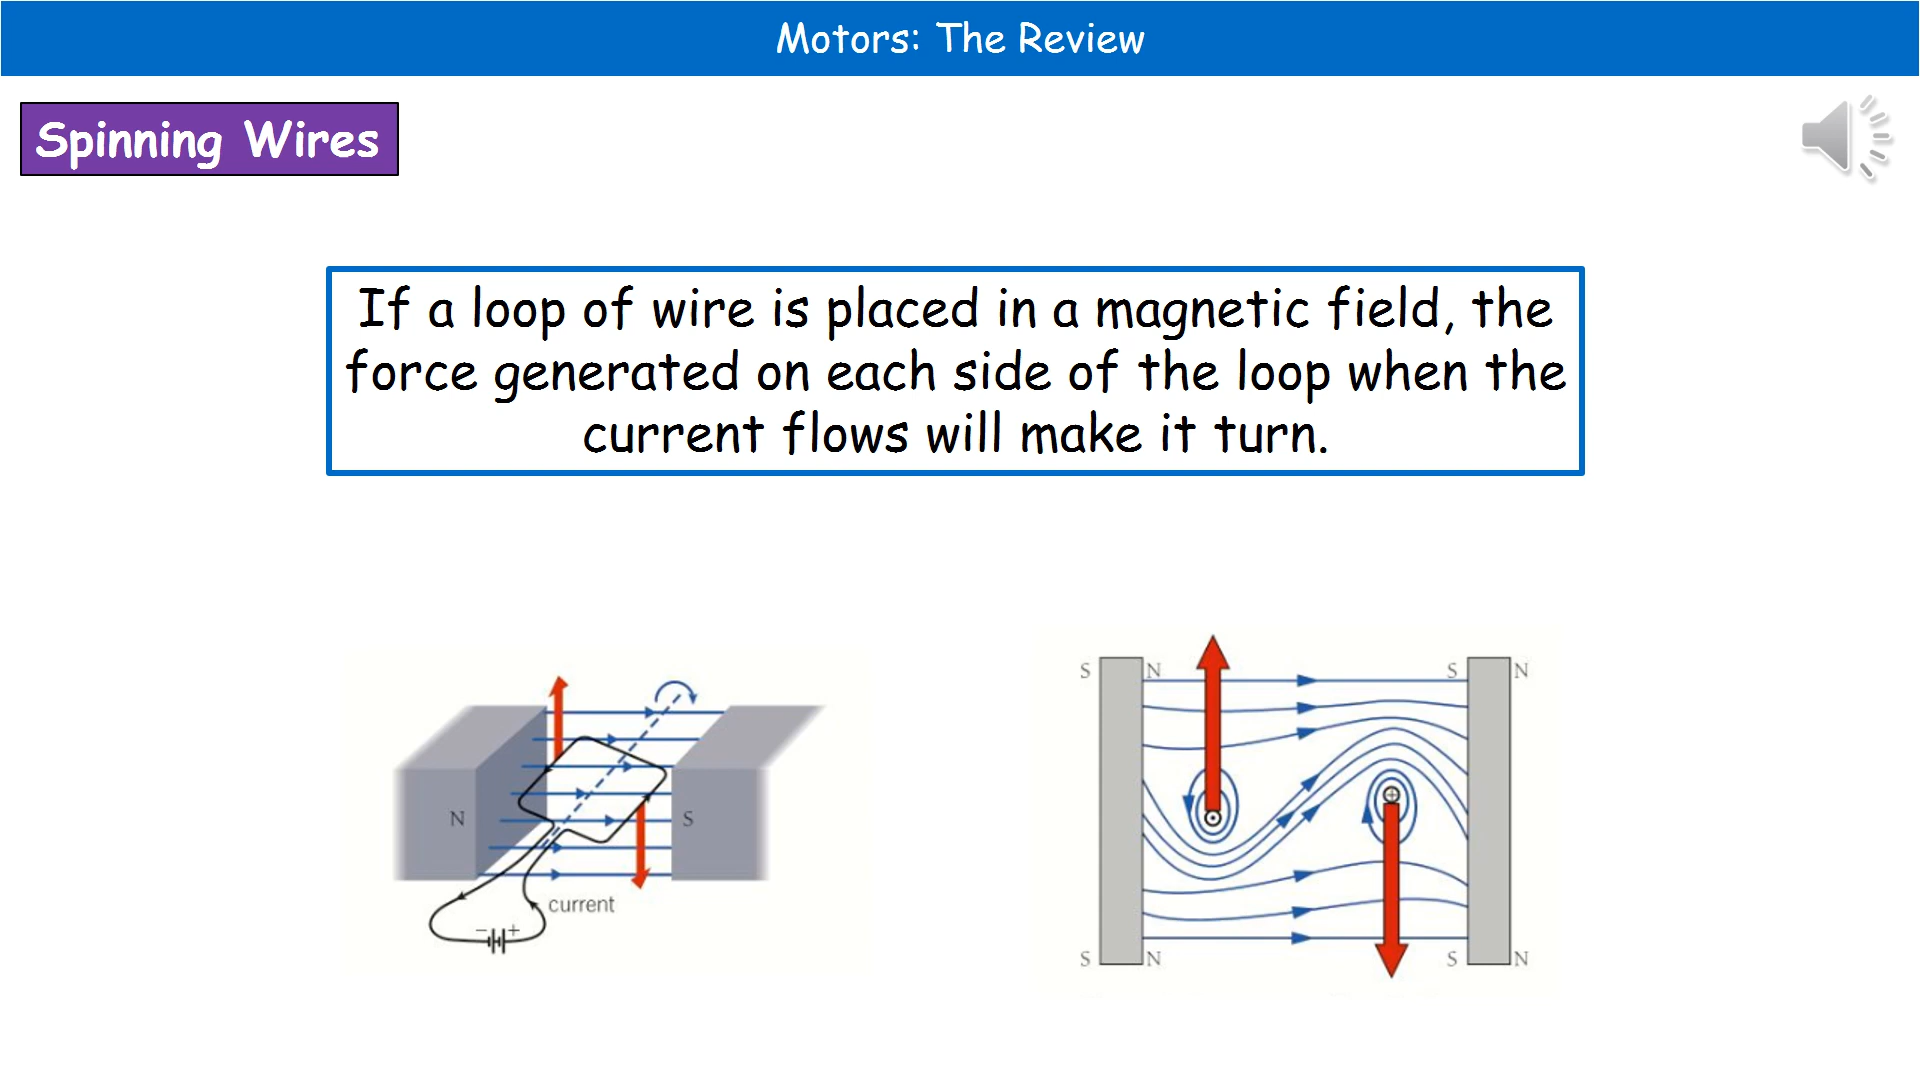 Motors: The Review
Spinning Wires
If a loop of wire is placed in a magnetic field, the
force generated on each side of the loop when the
current flows will make it turn.
N
S
current
− +
S N S N
S N S N